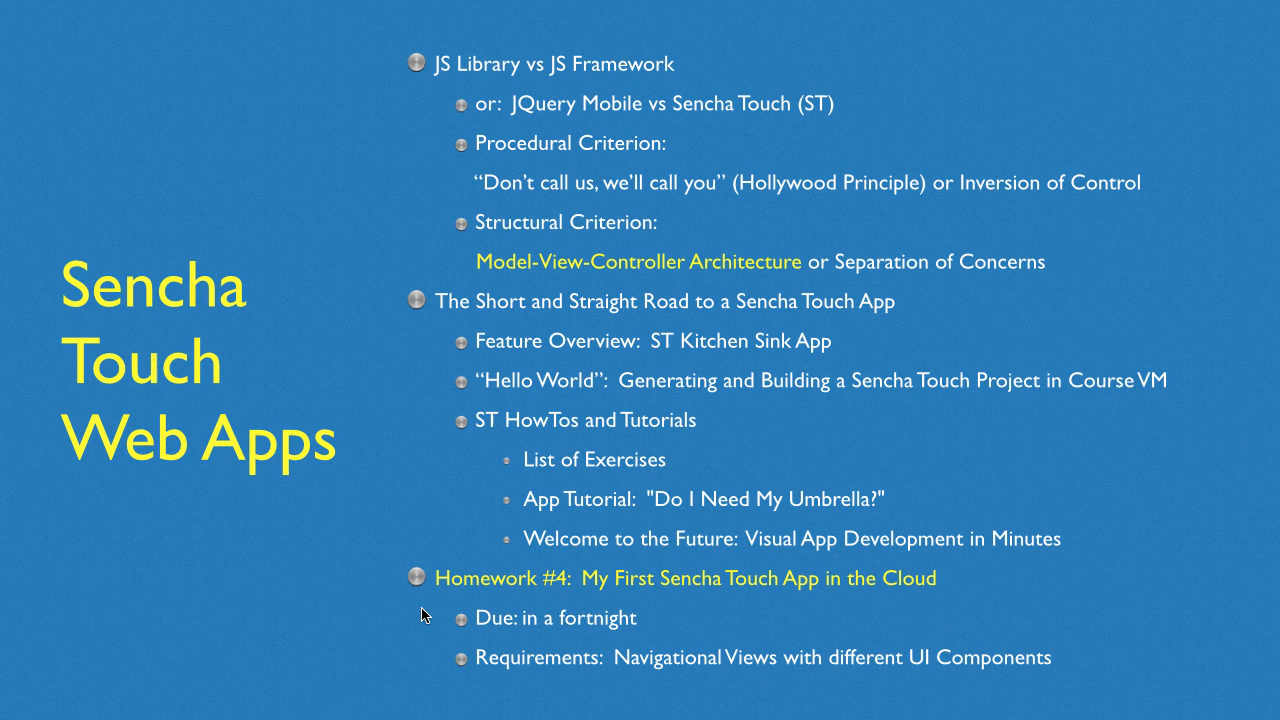 Sencha
Touch
Web Apps
JS Library vs JS Framework
or: JQuery Mobile vs Sencha Touch (ST)
Procedural Criterion:
“Don’t call us, we’ll call you” (Hollywood Principle) or Inversion of Control
Structural Criterion:
Model-View-Controller Architecture or Separation of Concerns
The Short and Straight Road to a Sencha Touch App
Feature Overview: ST Kitchen Sink App
“Hello World”: Generating and Building a Sencha Touch Project in Course VM
ST HowTos and Tutorials
List of Exercises
App Tutorial: "Do I Need My Umbrella?"
Welcome to the Future: Visual App Development in Minutes
Homework #4: My First Sencha Touch App in the Cloud
Due: in a fortnight
Requirements: Navigational Views with different UI Components